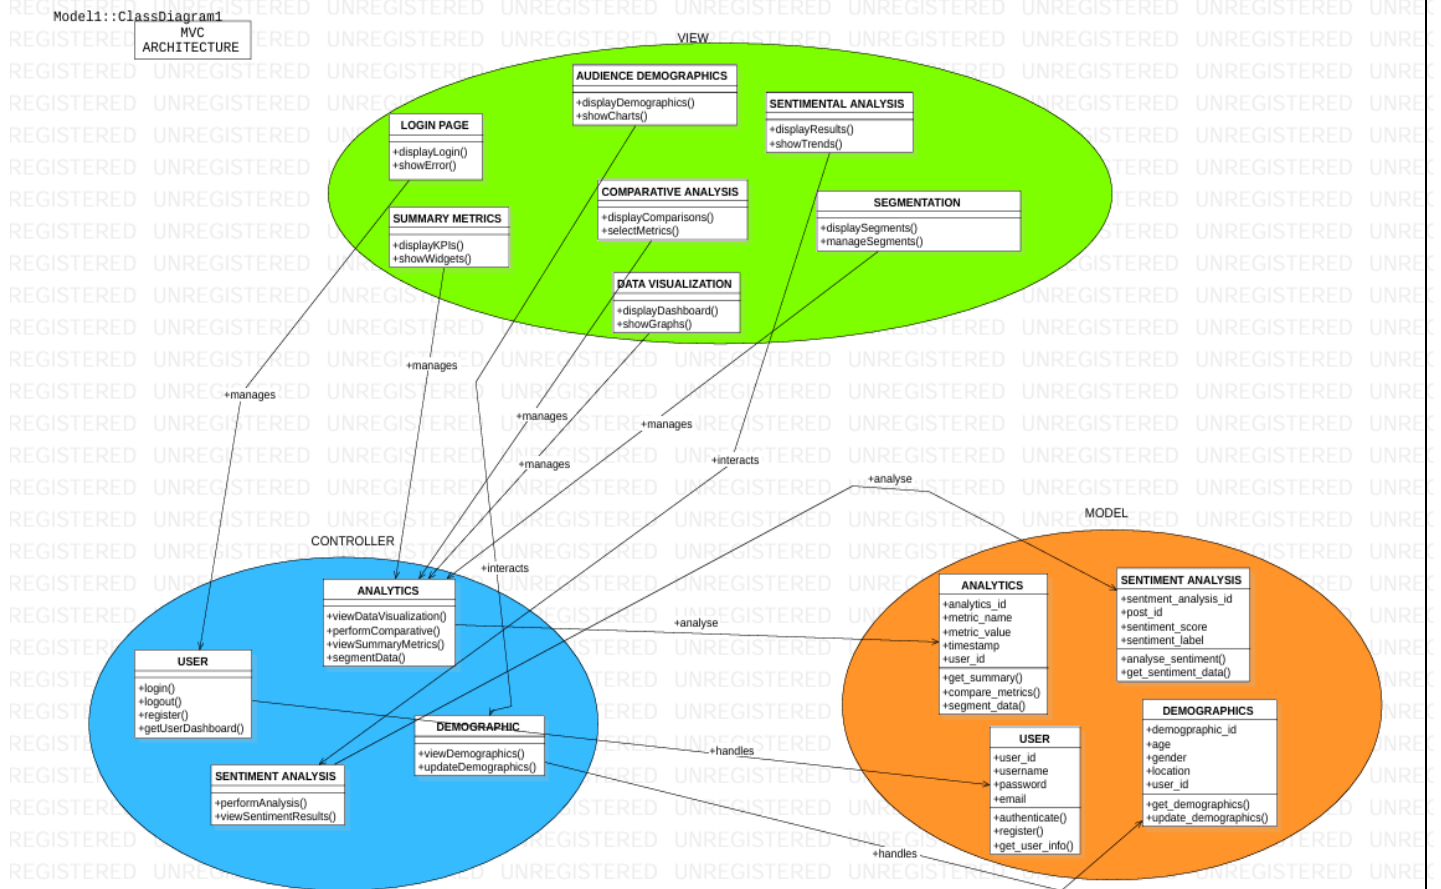 Model1::ClassDiagram1
MVC
ARCHITECTURE
VIEW
AUDIENCE DEMOGRAPHICS
+displayDemographics()
+showCharts()
SENTIMENTAL ANALYSIS
+displayResults()
+showTrends()
LOGIN PAGE
+displayLogin()
+showError()
COMPARATIVE ANALYSIS
+displayComparisons()
+selectMetrics()
SEGMENTATION
+displaySegments()
+manageSegments()
SUMMARY METRICS
+displayKPIs()
+showWidgets()
DATA VISUALIZATION
+displayDashboard()
+showGraphs()
+manages
+manages
+manages
+manages
+manages
+interacts
+interacts
+analyse
+analyse
+handles
+handles
CONTROLLER
ANALYTICS
+viewDataVisualization()
+performComparative()
+viewSummaryMetrics()
+segmentData()
USER
+login()
+logout()
+register()
+getUserDashboard()
DEMOGRAPHIC
+viewDemographics()
+updateDemographics()
SENTIMENT ANALYSIS
+performAnalysis()
+viewSentimentResults()
MODEL
ANALYTICS
+analytics_id
+metric_name
+metric_value
+timestamp
+user_id
+get_summary()
+compare_metrics()
+segment_data()
SENTIMENT ANALYSIS
+sentment_analysis_id
+post_id
+sentiment_score
+sentiment_label
+analyse_sentiment()
+get_sentiment_data()
DEMOGRAPHICS
+demographic_id
+age
+gender
+location
+user_id
+get_demographics()
+update_demographics()
USER
+user_id
+username
+password
+email
+authenticate()
+register()
+get_user_info()
UNREGISTERED